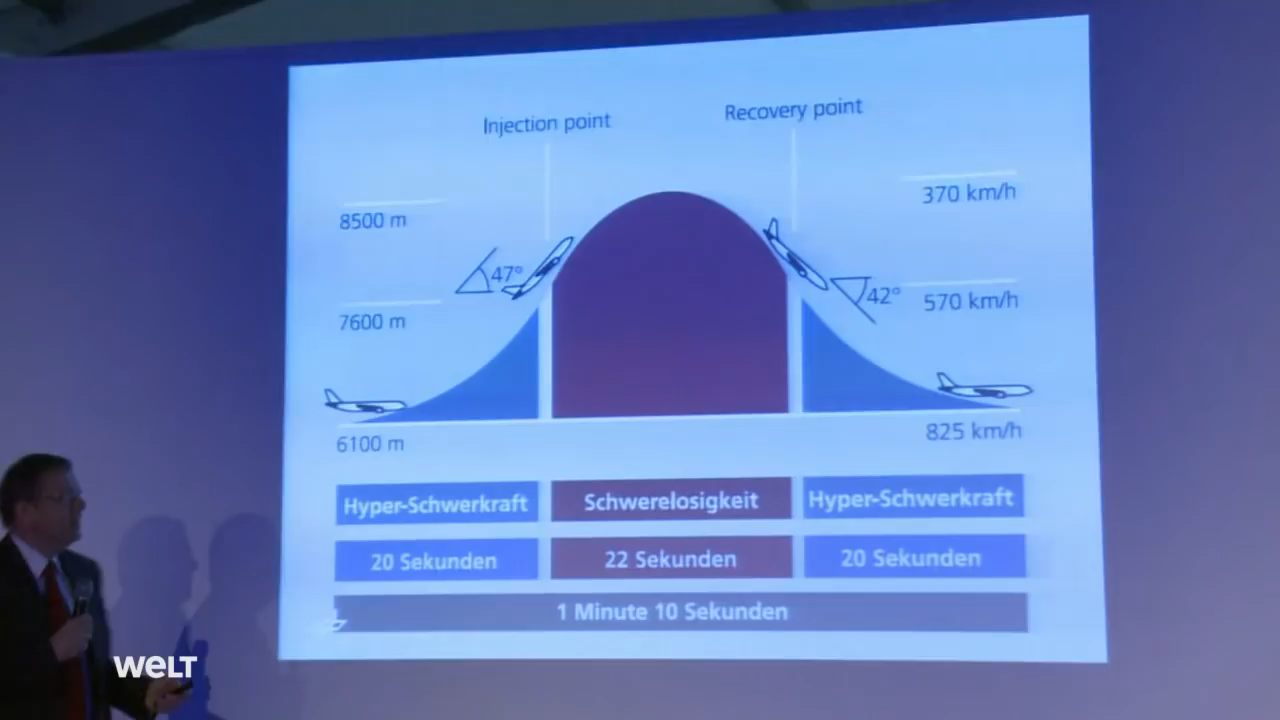 Injection point
Recovery point
8500 m
370 km/h
47°
42°
7600 m
570 km/h
6100 m
825 km/h
Hyper-Schwerkraft
Schwerelosigkeit
Hyper-Schwerkraft
20 Sekunden
22 Sekunden
20 Sekunden
1 Minute 10 Sekunden
WELT